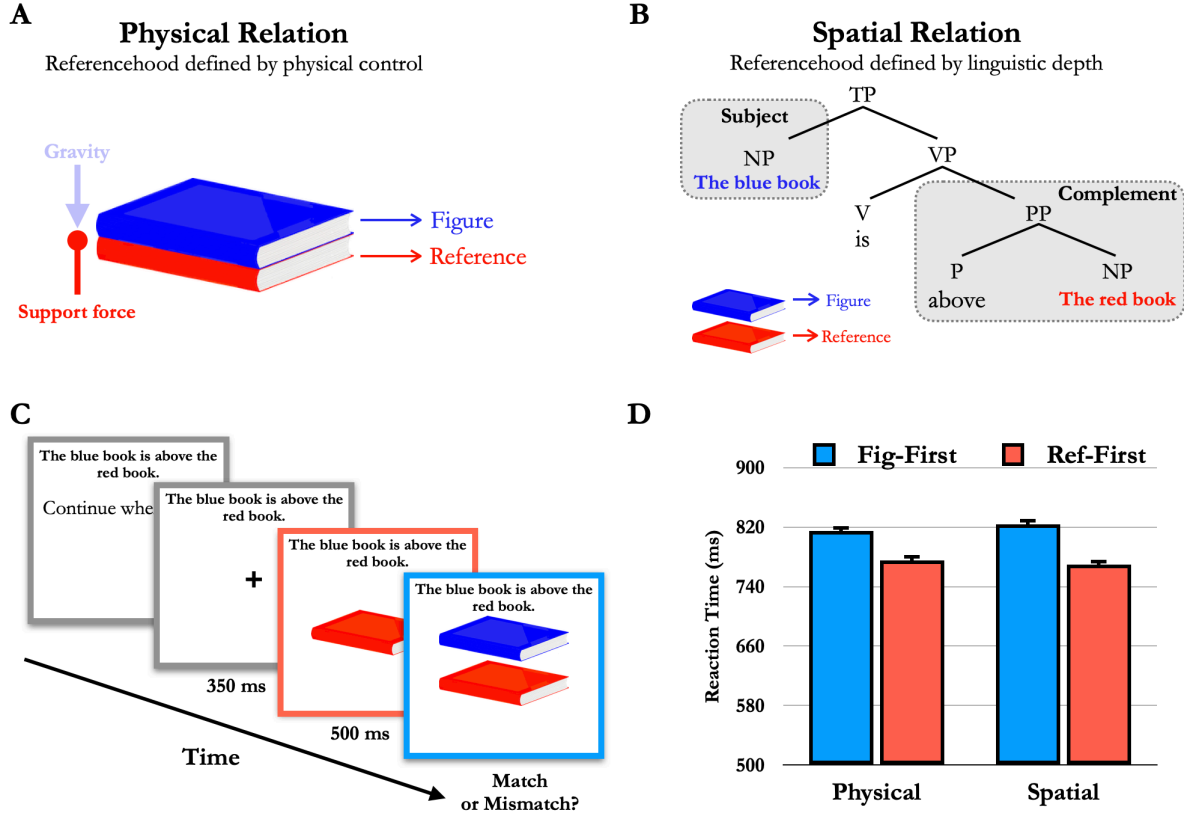 A
Physical Relation
Referencehood defined by physical control
Gravity
Figure
Reference
Support force
B
Spatial Relation
Referencehood defined by linguistic depth
TP
Subject
NP
The blue book
VP
V
is
Complement
PP
P
above
NP
The red book
Figure
Reference
C
The blue book is above the
red book.
Continue whe
The blue book is above the
red book.
+
350 ms
The blue book is above the
red book.
500 ms
The blue book is above the
red book.
Time
Match
or Mismatch?
D
Fig-First
Ref-First
Reaction Time (ms)
900
820
740
660
580
500
Physical
Spatial